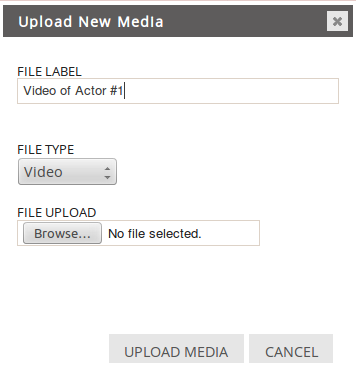 Upload New Media
FILE LABEL
Video of Actor #1
FILE TYPE
Video
FILE UPLOAD
Browse... No file selected.
UPLOAD MEDIA CANCEL